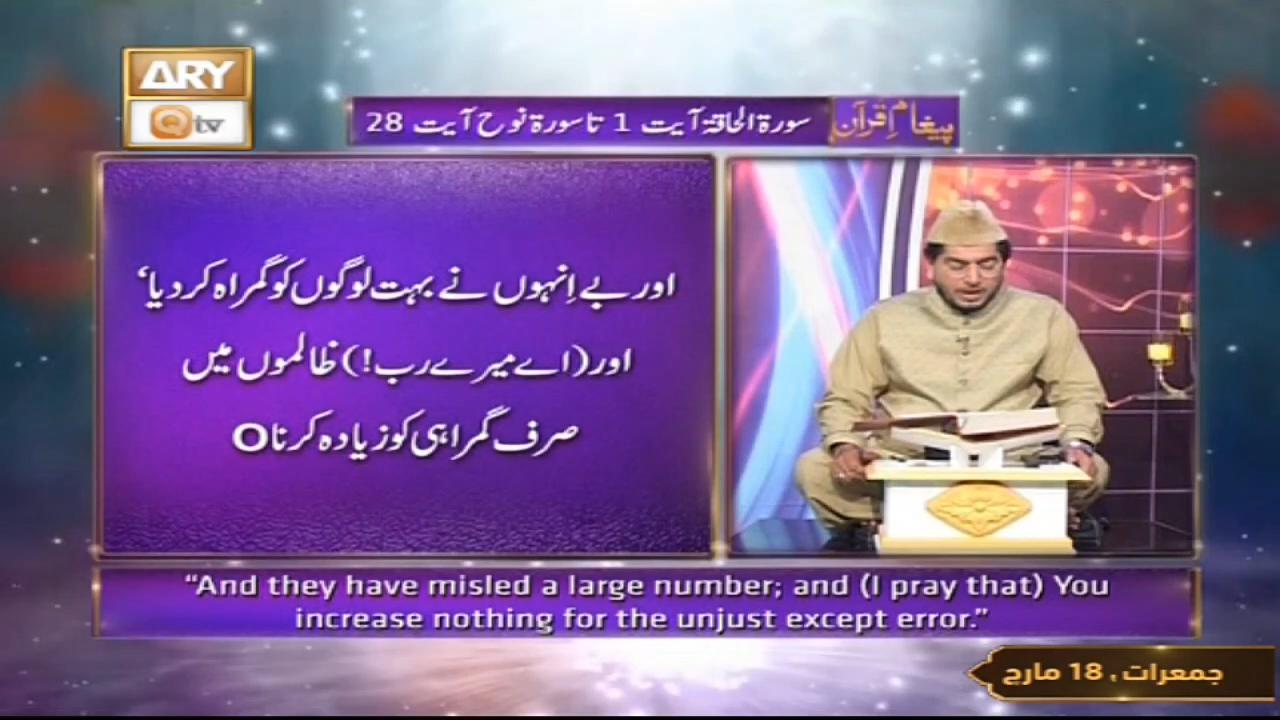 ARY
Qtv
پیغامِ قرآن
سورۃ الحاقۃ آیت 1 تا سورۃ نوح آیت 28
اور بے اِنہوں نے بہت لوگوں کو گمراہ کر دیا‘
اور (اے میرے رب!) ظالموں میں
صرف گمراہی کو زیادہ کرنا O
“And they have misled a large number; and (I pray that) You
increase nothing for the unjust except error.”
جمعرات، 18 مارچ